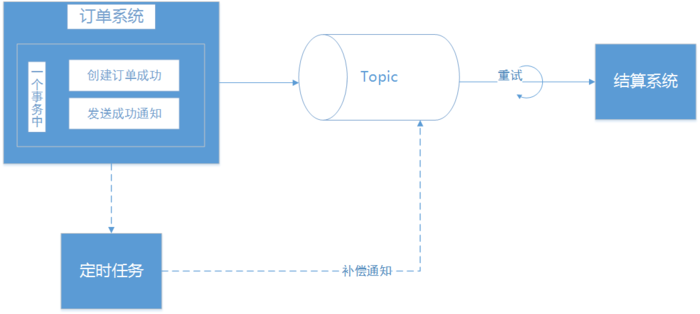 订单系统
一个事务中
创建订单成功
发送成功通知
Topic
重试
结算系统
定时任务
补偿通知